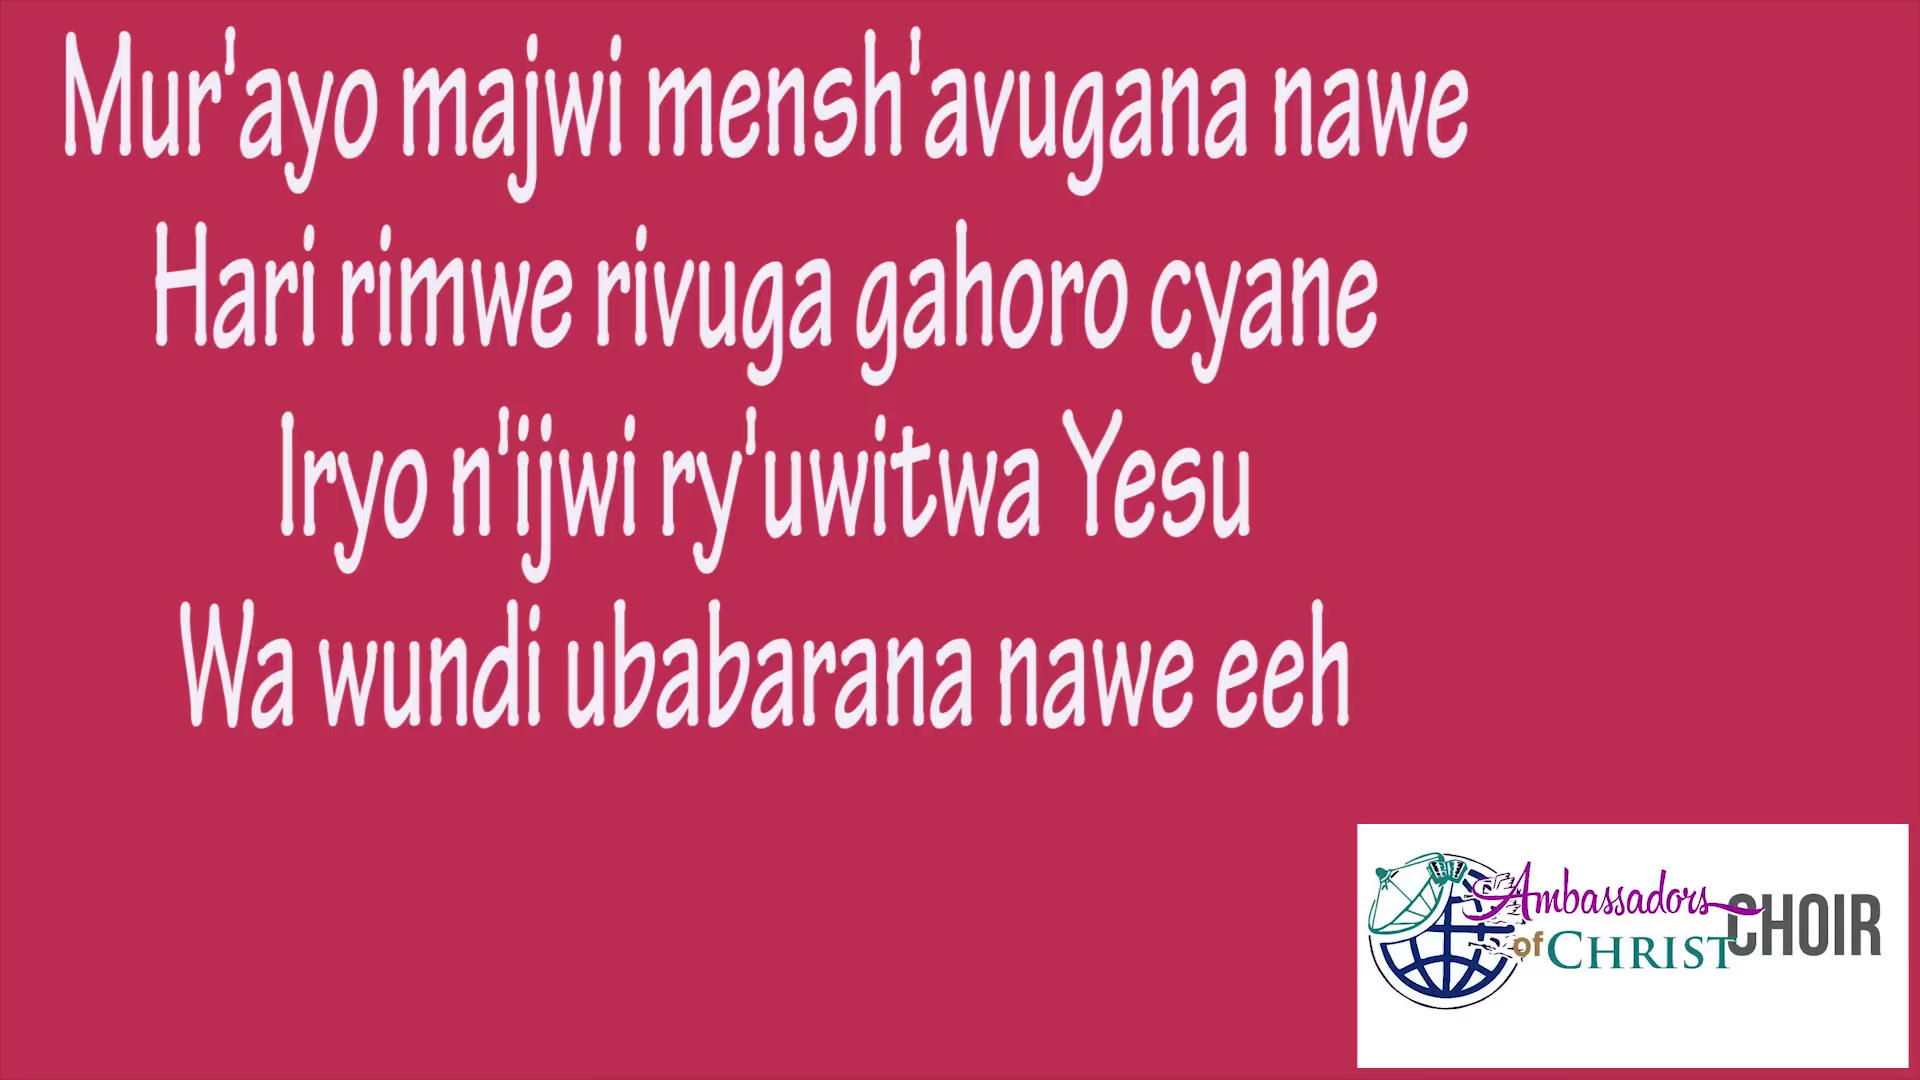 Mur'ayo majwi mensh'avugana nawe
Hari rimwe rivuga gahoro cyane
Iryo n'ijwi ry'uwitwa Yesu
Wa wundi ubabarana nawe eeh
Ambassadors
of CHRIST CHOIR